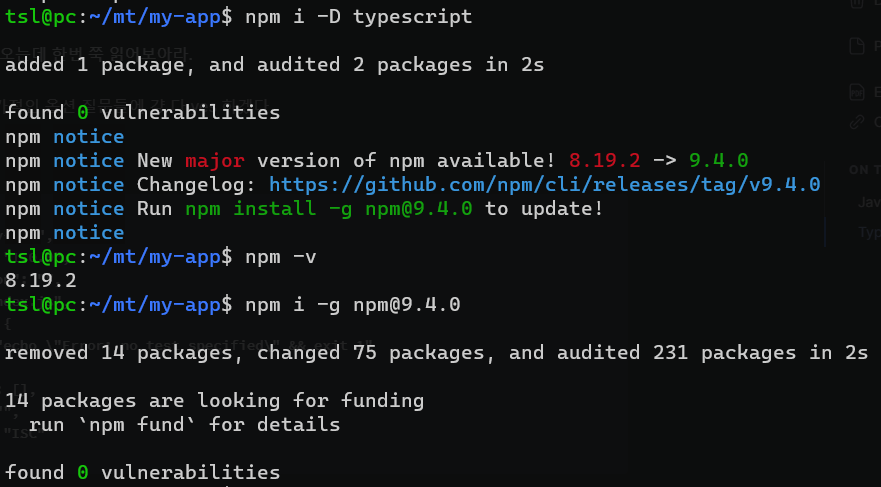 tsl@pc:~/mt/my-app$ npm i -D typescript
added 1 package, and audited 2 packages in 2s
found 0 vulnerabilities
npm notice
npm notice New major version of npm available! 8.19.2 -> 9.4.0
npm notice Changelog: https://github.com/npm/cli/releases/tag/v9.4.0
npm notice Run npm install -g npm@9.4.0 to update!
npm notice
tsl@pc:~/mt/my-app$ npm -v
8.19.2
tsl@pc:~/mt/my-app$ npm i -g npm@9.4.0
removed 14 packages, changed 75 packages, and audited 231 packages in 2s
14 packages are looking for funding
run `npm fund` for details
found 0 vulnerabilities